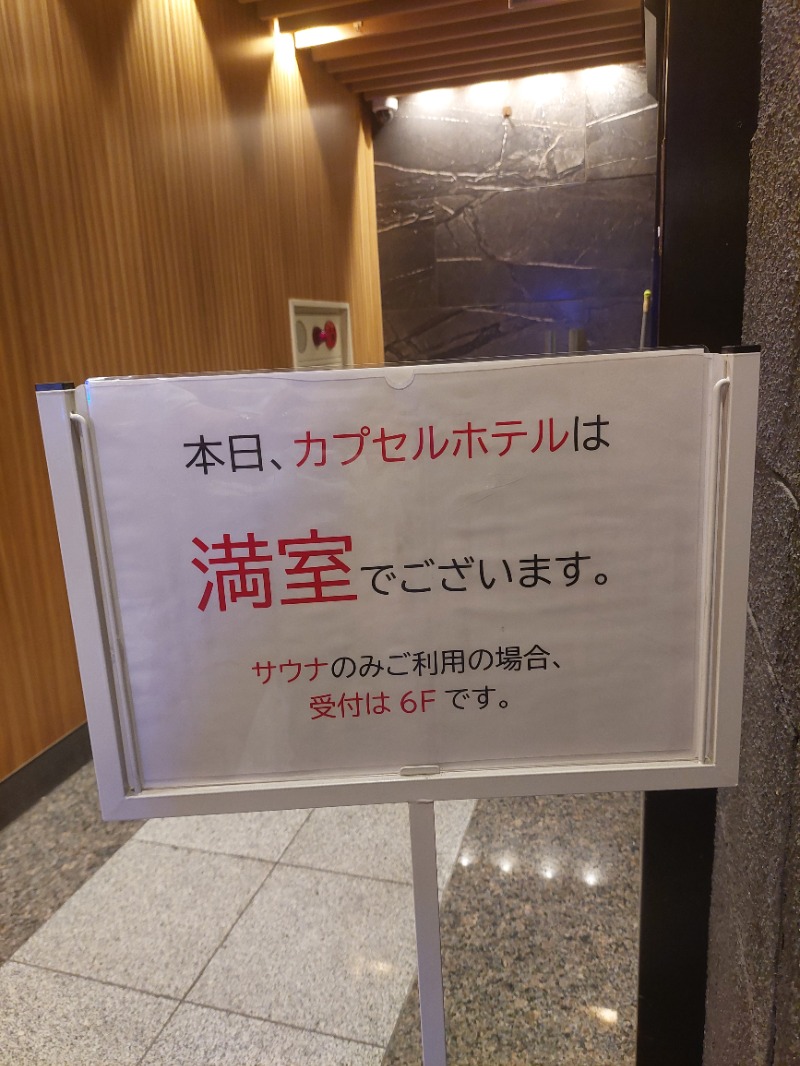 本日、カプセルホテルは
満室でございます。
サウナのみご利用の場合、
受付は 6F です。